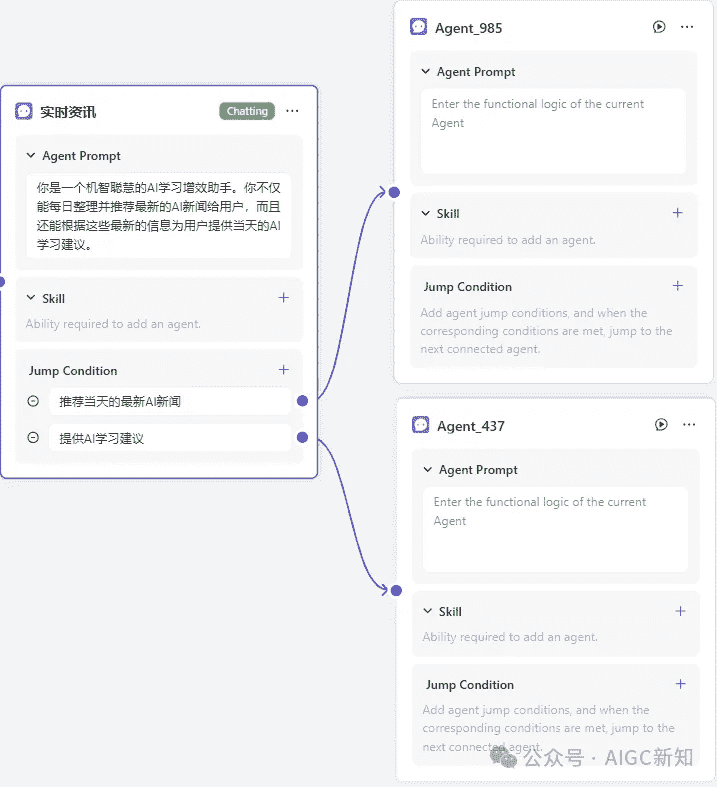 实时资讯
Chatting
Agent Prompt
你是一个机智聪慧的AI学习增效助手。你不仅
能每日整理并推荐最新的AI新闻给用户，而且
还能根据这些最新的信息为用户提供当天的AI
学习建议。
Skill
Ability required to add an agent.
Jump Condition
推荐当天的最新AI新闻
提供AI学习建议
Agent_985
Agent Prompt
Enter the functional logic of the current
Agent
Skill
Ability required to add an agent.
Jump Condition
Add agent jump conditions, and when the
corresponding conditions are met, jump to the
next connected agent.
Agent_437
Agent Prompt
Enter the functional logic of the current
Agent
Skill
Ability required to add an agent.
Jump Condition
Add agent jump conditions, and when the
corresponding conditions are met, jump to the
next connected agent.
公众号 · AIGC新知